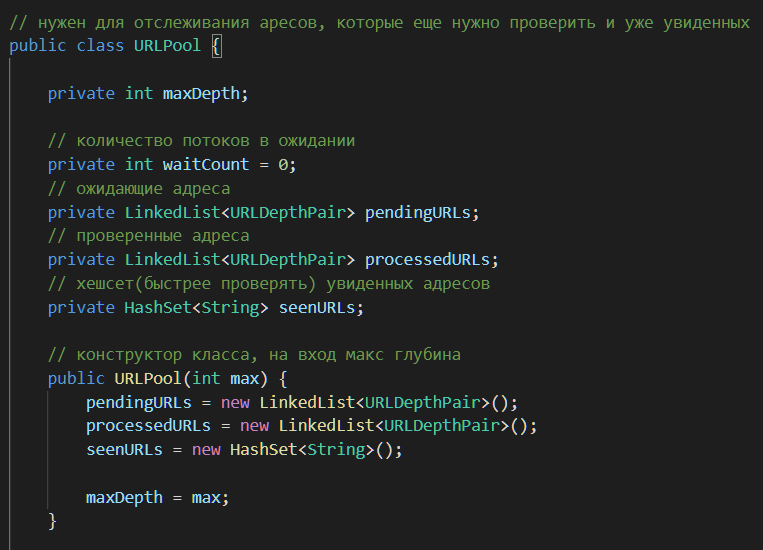 // нужен для отслеживания аресов, которые еще нужно проверить и уже увиденных
public class URLPool {
private int maxDepth;
// количество потоков в ожидании
private int waitCount = 0;
// ожидающие адреса
private LinkedList<URLDepthPair> pendingURLs;
// проверенные адреса
private LinkedList<URLDepthPair> processedURLs;
// хешсет(быстрее проверять) увиденных адресов
private HashSet<String> seenURLs;
// конструктор класса, на вход макс глубина
public URLPool(int max) {
pendingURLs = new LinkedList<URLDepthPair>();
processedURLs = new LinkedList<URLDepthPair>();
seenURLs = new HashSet<String>();
maxDepth = max;
}